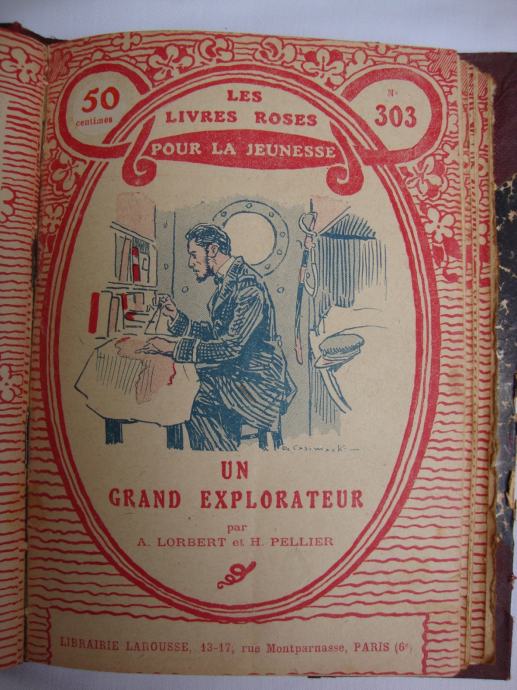 50
centimes
LES
LIVRES ROSES
POUR LA JEUNESSE
N°
303
UN
GRAND EXPLORATEUR
par
A. LORBERT et H. PELLIER
LIBRAIRIE LAROUSSE, 13-17, rue Montparnasse, PARIS (6e)